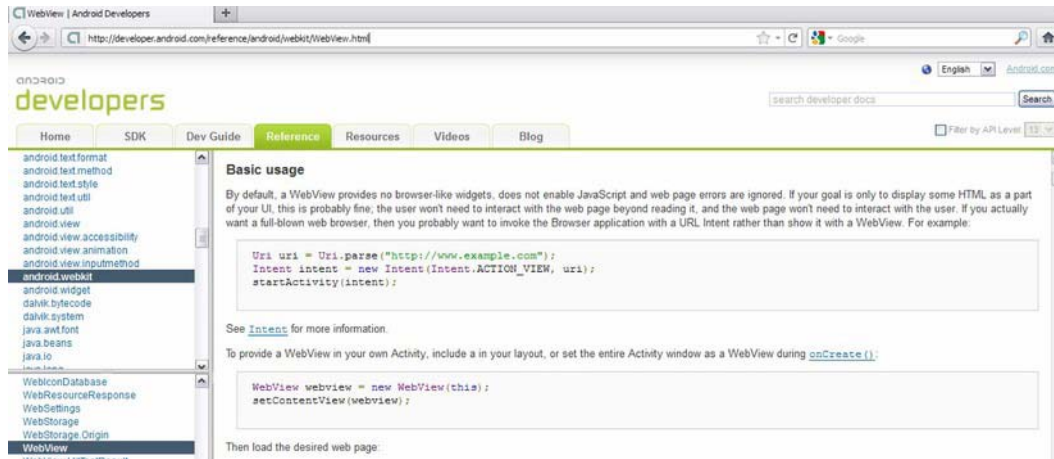 WebView | Android Developers
http://developer.android.com/reference/android/webkit/WebView.html
Google
English
Android.com
android
developers
search developer docs
Search
Home SDK Dev Guide Reference Resources Videos Blog
Filter by API Level: 13
android.text.format
android.text.method
android.text.style
android.text.util
android.util
android.view
android.view.accessibility
android.view.animation
android.view.inputmethod
android.webkit
android.widget
dalvik.bytecode
dalvik.system
java.awt.font
java.beans
java.io
java.lang
WebIconDatabase
WebResourceResponse
WebSettings
WebStorage
WebStorage.Origin
WebView
Basic usage
By default, a WebView provides no browser-like widgets, does not enable JavaScript and web page errors are ignored. If your goal is only to display some HTML as a part
of your UI, this is probably fine; the user won't need to interact with the web page beyond reading it, and the web page won't need to interact with the user. If you actually
want a full-blown web browser, then you probably want to invoke the Browser application with a URL Intent rather than show it with a WebView. For example:
Uri uri = Uri.parse("http://www.example.com");
Intent intent = new Intent(Intent.ACTION_VIEW, uri);
startActivity(intent);
See Intent for more information.
To provide a WebView in your own Activity, include a in your layout, or set the entire Activity window as a WebView during onCreate():
WebView webview = new WebView(this);
setContentView(webview);
Then load the desired web page: